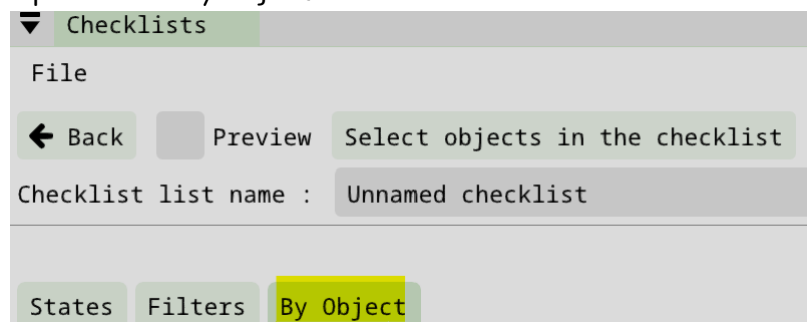 Checklists
File
Back Preview Select objects in the checklist
Checklist list name : Unnamed checklist
States Filters By Object